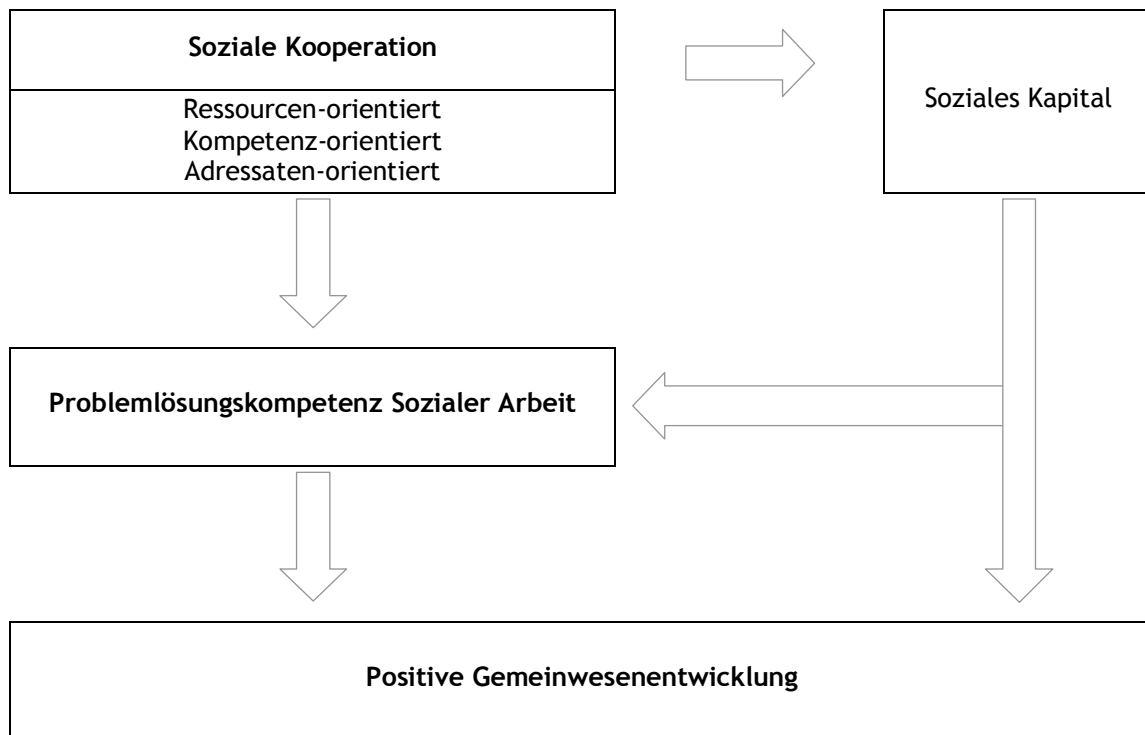 Soziale Kooperation
Ressourcen-orientiert
Kompetenz-orientiert
Adressaten-orientiert
Soziales Kapital
Problemlösungskompetenz Sozialer Arbeit
Positive Gemeinwesenentwicklung